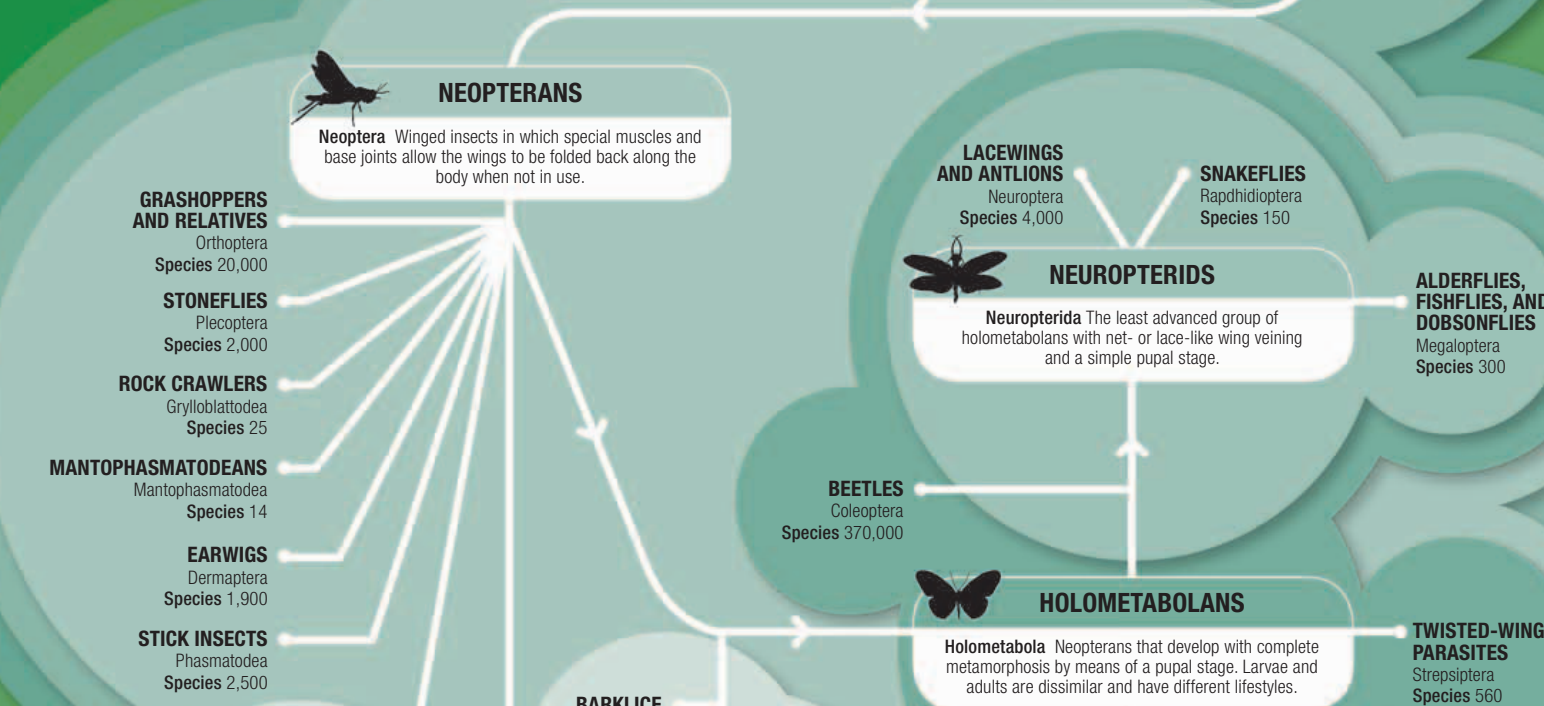 NEOPTERANS
Neoptera Winged insects in which special muscles and
base joints allow the wings to be folded back along the
body when not in use.
GRASHOPPERS
AND RELATIVES
Orthoptera
Species 20,000
STONEFLIES
Plecoptera
Species 2,000
ROCK CRAWLERS
Grylloblattodea
Species 25
MANTOPHASMATODEANS
Mantophasmatodea
Species 14
EARWIGS
Dermaptera
Species 1,900
STICK INSECTS
Phasmatodea
Species 2,500
BARKLICE
LACEWINGS
AND ANTLIONS
Neuroptera
Species 4,000
SNAKEFLIES
Rapdhidioptera
Species 150
NEUROPTERIDS
Neuropterida The least advanced group of
holometabolans with net- or lace-like wing veining
and a simple pupal stage.
ALDERFLIES,
FISHFLIES, AND
DOBSONFLIES
Megaloptera
Species 300
BEETLES
Coleoptera
Species 370,000
HOLOMETABOLANS
Holometabola Neopterans that develop with complete
metamorphosis by means of a pupal stage. Larvae and
adults are dissimilar and have different lifestyles.
TWISTED-WING
PARASITES
Strepsiptera
Species 560